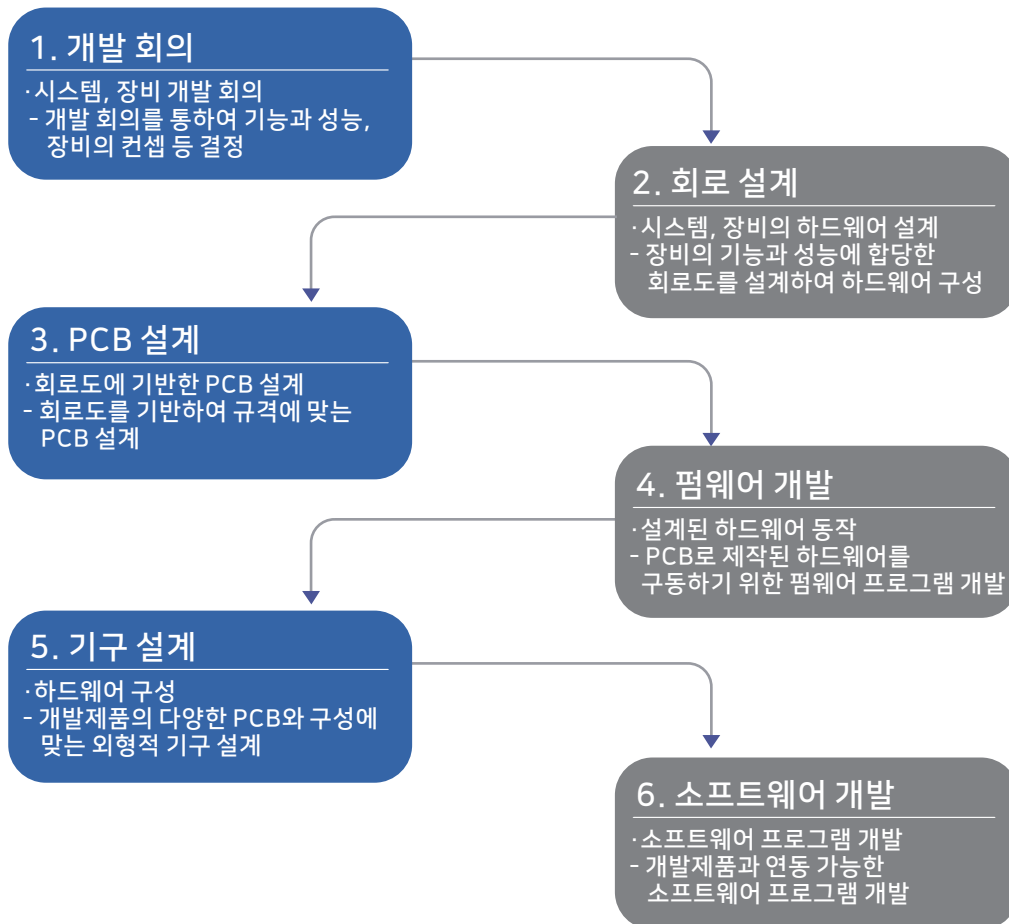 1. 개발 회의
·시스템, 장비 개발 회의
- 개발 회의를 통하여 기능과 성능,
장비의 컨셉 등 결정
2. 회로 설계
·시스템, 장비의 하드웨어 설계
- 장비의 기능과 성능에 합당한
회로도를 설계하여 하드웨어 구성
3. PCB 설계
·회로도에 기반한 PCB 설계
- 회로도를 기반하여 규격에 맞는
PCB 설계
4. 펌웨어 개발
·설계된 하드웨어 동작
- PCB로 제작된 하드웨어를
구동하기 위한 펌웨어 프로그램 개발
5. 기구 설계
·하드웨어 구성
- 개발제품의 다양한 PCB와 구성에
맞는 외형적 기구 설계
6. 소프트웨어 개발
·소프트웨어 프로그램 개발
- 개발제품과 연동 가능한
소프트웨어 프로그램 개발